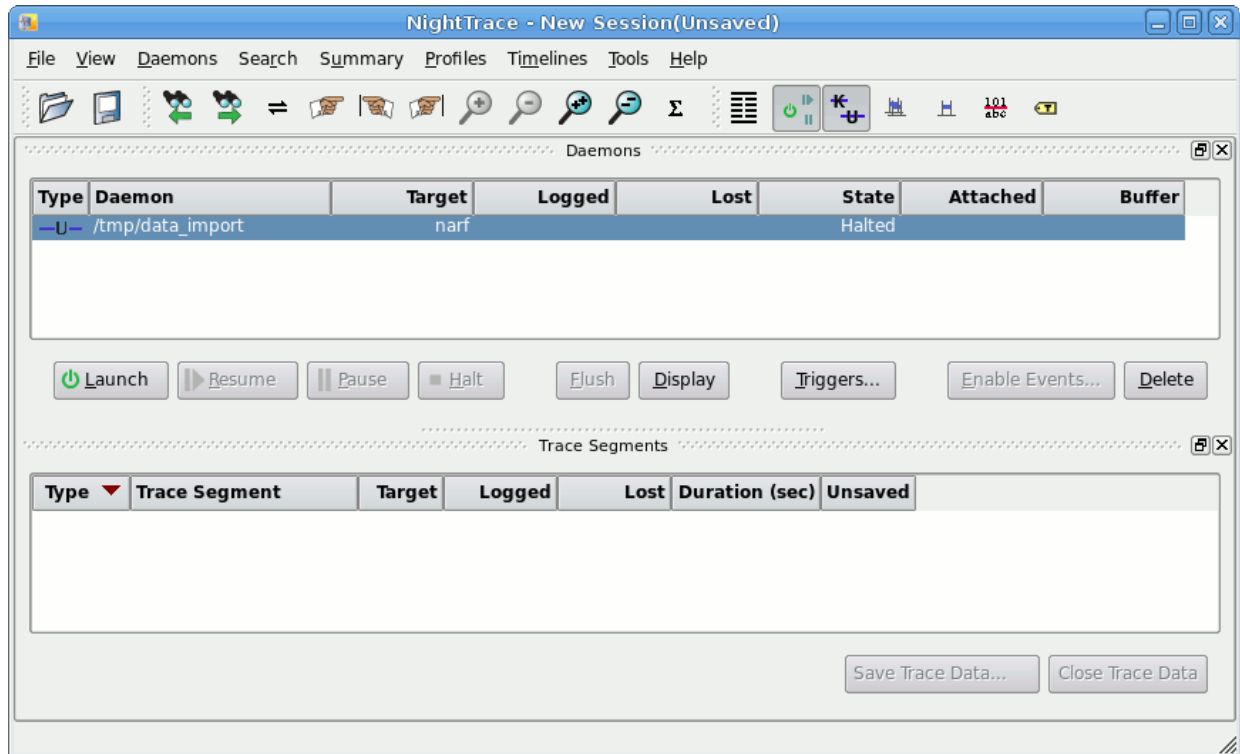 NightTrace - New Session(Unsaved)
File View Daemons Search Summary Profiles Timelines Tools Help
Σ K U 101 abc T
Daemons
Type Daemon Target Logged Lost State Attached Buffer
U /tmp/data_import narf Halted
Launch Resume Pause Halt Flush Display Triggers... Enable Events... Delete
Trace Segments
Type Trace Segment Target Logged Lost Duration (sec) Unsaved
Save Trace Data... Close Trace Data